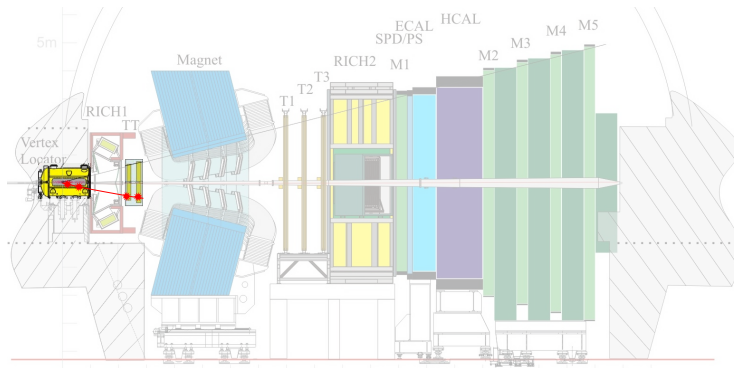 5m
Vertex
Locator
RICH1
TT
Magnet
T1
T2
T3
RICH2
M1
SPD/PS
ECAL
HCAL
M2
M3
M4
M5